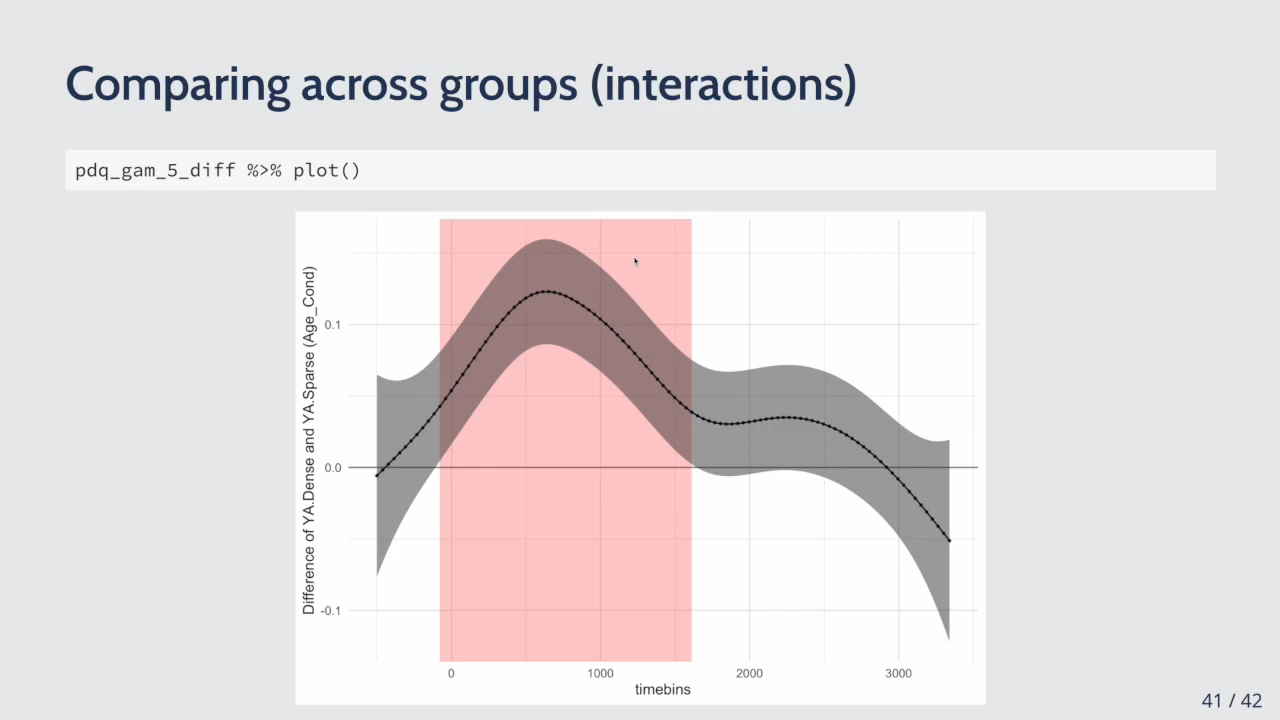 Comparing across groups (interactions)
pdq_gam_5_diff %>% plot()
Difference of YA.Dense and YA.Sparse (Age_Cond)
0.1
0.0
-0.1
0 1000 2000 3000
timebins
41 / 42